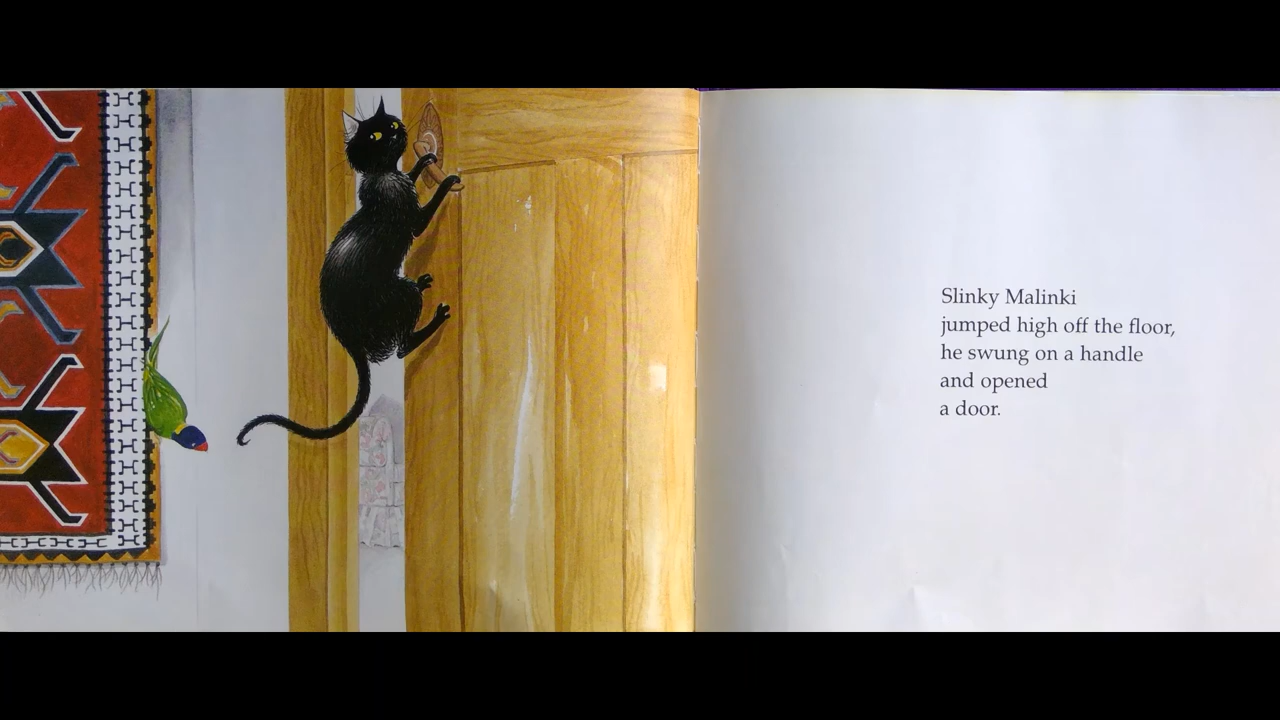 Slinky Malinki
jumped high off the floor,
he swung on a handle
and opened
a door.